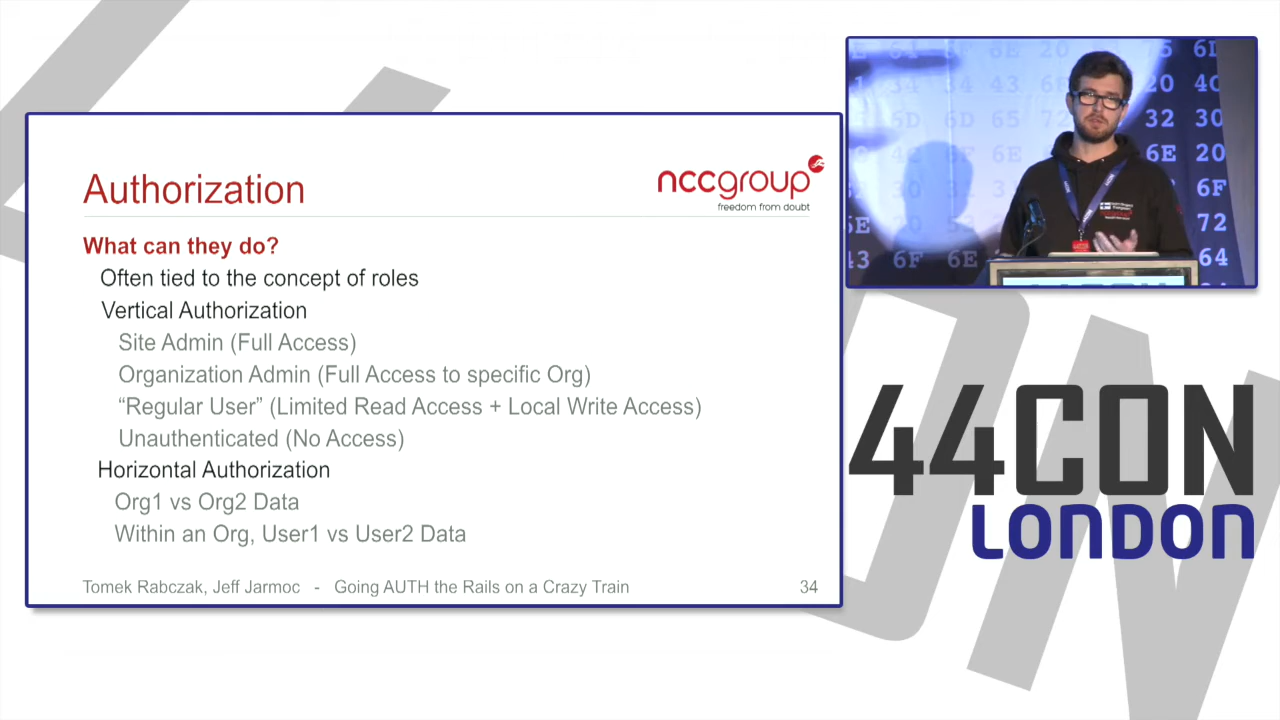 Authorization
nccgroup
freedom from doubt
What can they do?
Often tied to the concept of roles
Vertical Authorization
Site Admin (Full Access)
Organization Admin (Full Access to specific Org)
“Regular User” (Limited Read Access + Local Write Access)
Unauthenticated (No Access)
Horizontal Authorization
Org1 vs Org2 Data
Within an Org, User1 vs User2 Data
Tomek Rabczak, Jeff Jarmoc - Going AUTH the Rails on a Crazy Train 34
44CON
LONDON